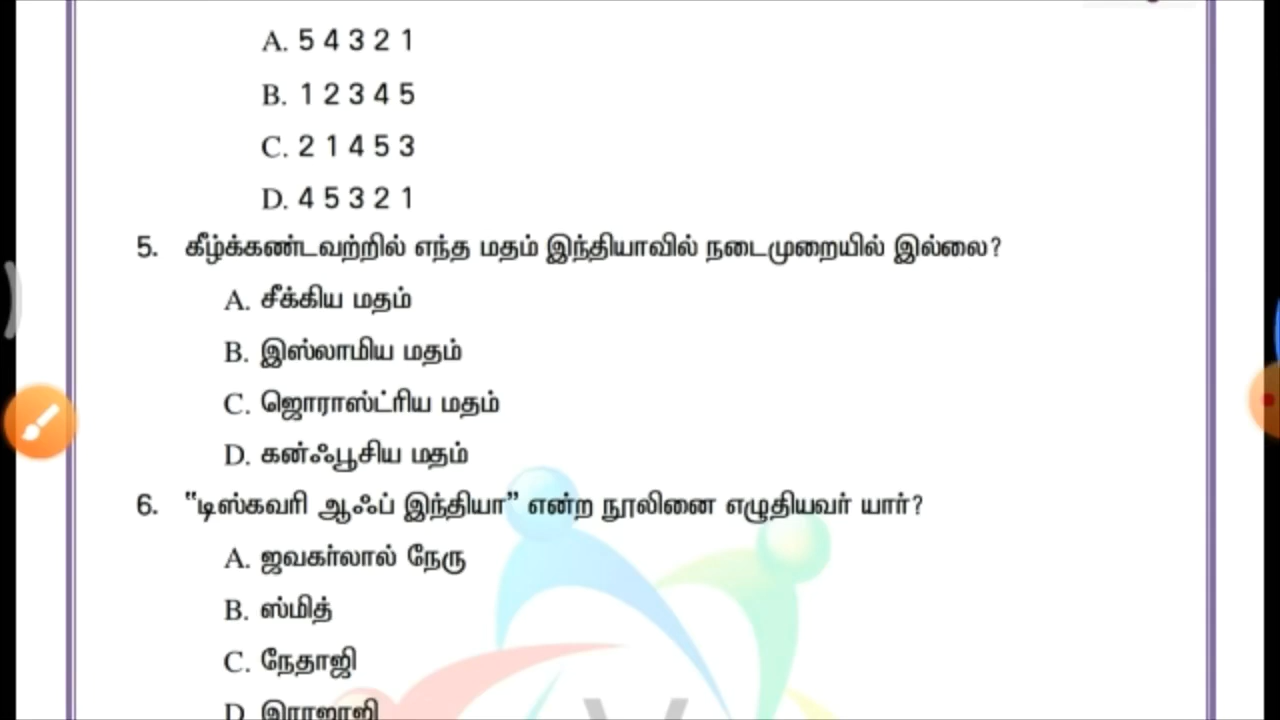 A. 5 4 3 2 1
B. 1 2 3 4 5
C. 2 1 4 5 3
D. 4 5 3 2 1
5. கீழ்க்கண்டவற்றில் எந்த மதம் இந்தியாவில் நடைமுறையில் இல்லை?
A. சீக்கிய மதம்
B. இஸ்லாமிய மதம்
C. ஜொராஸ்ட்ரிய மதம்
D. கன்ஃபூசிய மதம்
6. “டிஸ்கவரி ஆஃப் இந்தியா” என்ற நூலினை எழுதியவர் யார்?
A. ஜவகர்லால் நேரு
B. ஸ்மித்
C. நேதாஜி
D. இராஜாஜி